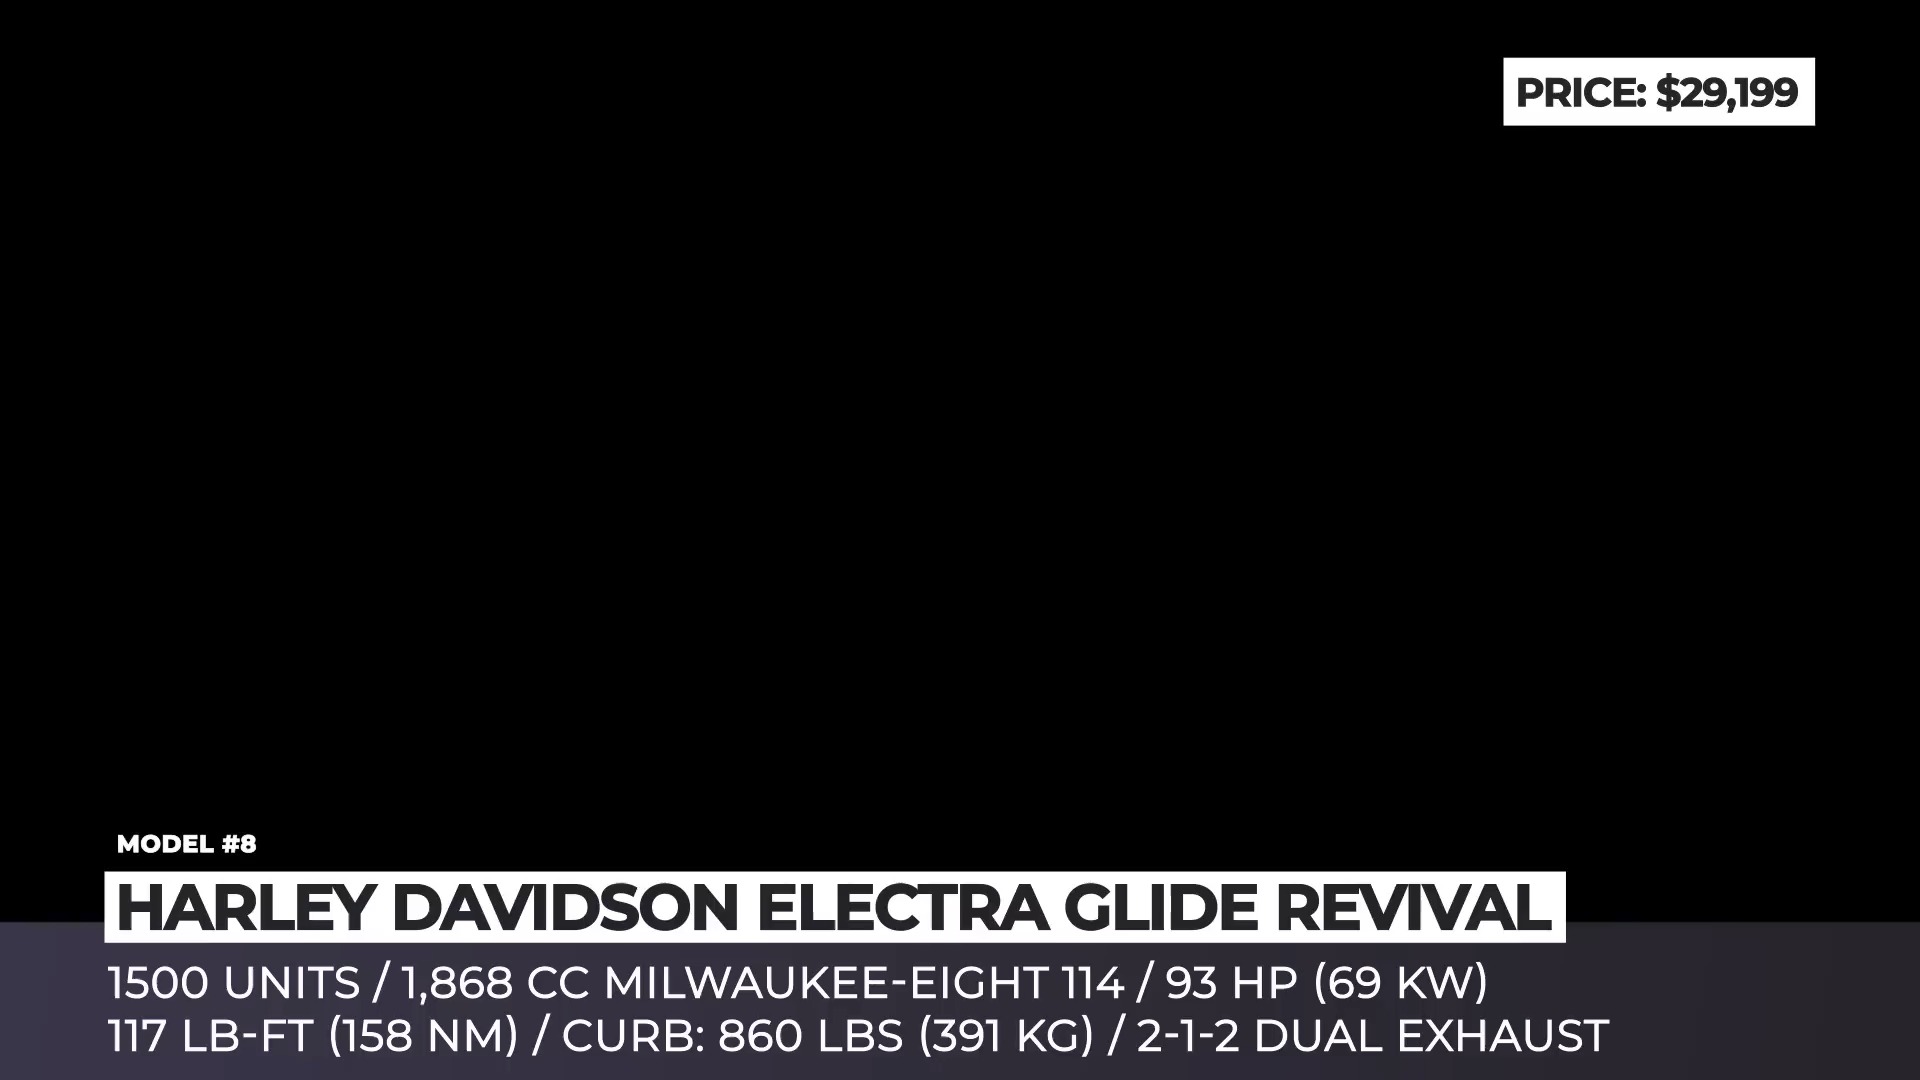 PRICE: $29,199
MODEL #8
HARLEY DAVIDSON ELECTRA GLIDE REVIVAL
1500 UNITS / 1,868 CC MILWAUKEE-EIGHT 114 / 93 HP (69 KW)
117 LB-FT (158 NM) / CURB: 860 LBS (391 KG) / 2-1-2 DUAL EXHAUST